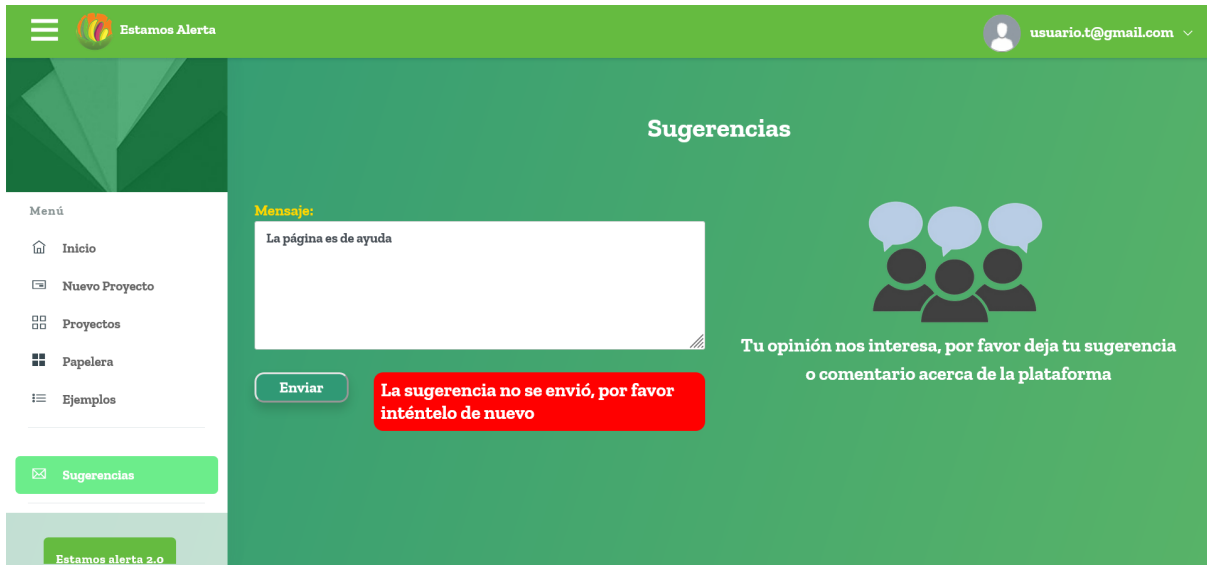 Estamos Alerta
usuario.t@gmail.com
Menú
Inicio
Nuevo Proyecto
Proyectos
Papelera
Ejemplos
Sugerencias
Estamos alerta 2.0
Sugerencias
Mensaje:
La página es de ayuda
Enviar
La sugerencia no se envió, por favor
inténtelo de nuevo
Tu opinión nos interesa, por favor deja tu sugerencia
o comentario acerca de la plataforma